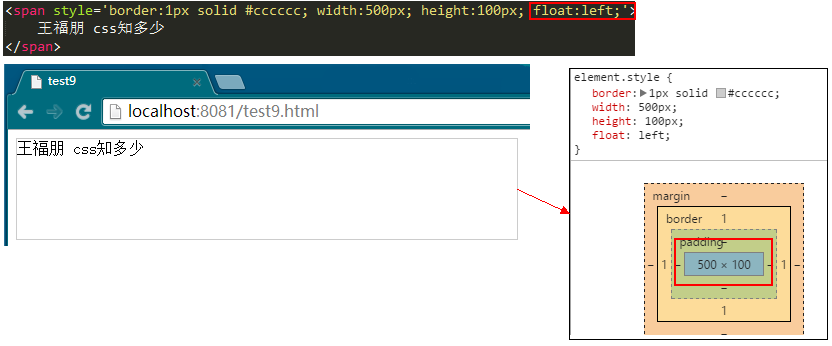 <span style='border:1px solid #cccccc; width:500px; height:100px; float:left;'>
王福朋 css知多少
</span>
test9
localhost:8081/test9.html
王福朋 css知多少
element.style {
border: 1px solid #cccccc;
width: 500px;
height: 100px;
float: left;
}
margin –
border 1
padding –
– 1 – 500 × 100 – 1 –
–
1
–